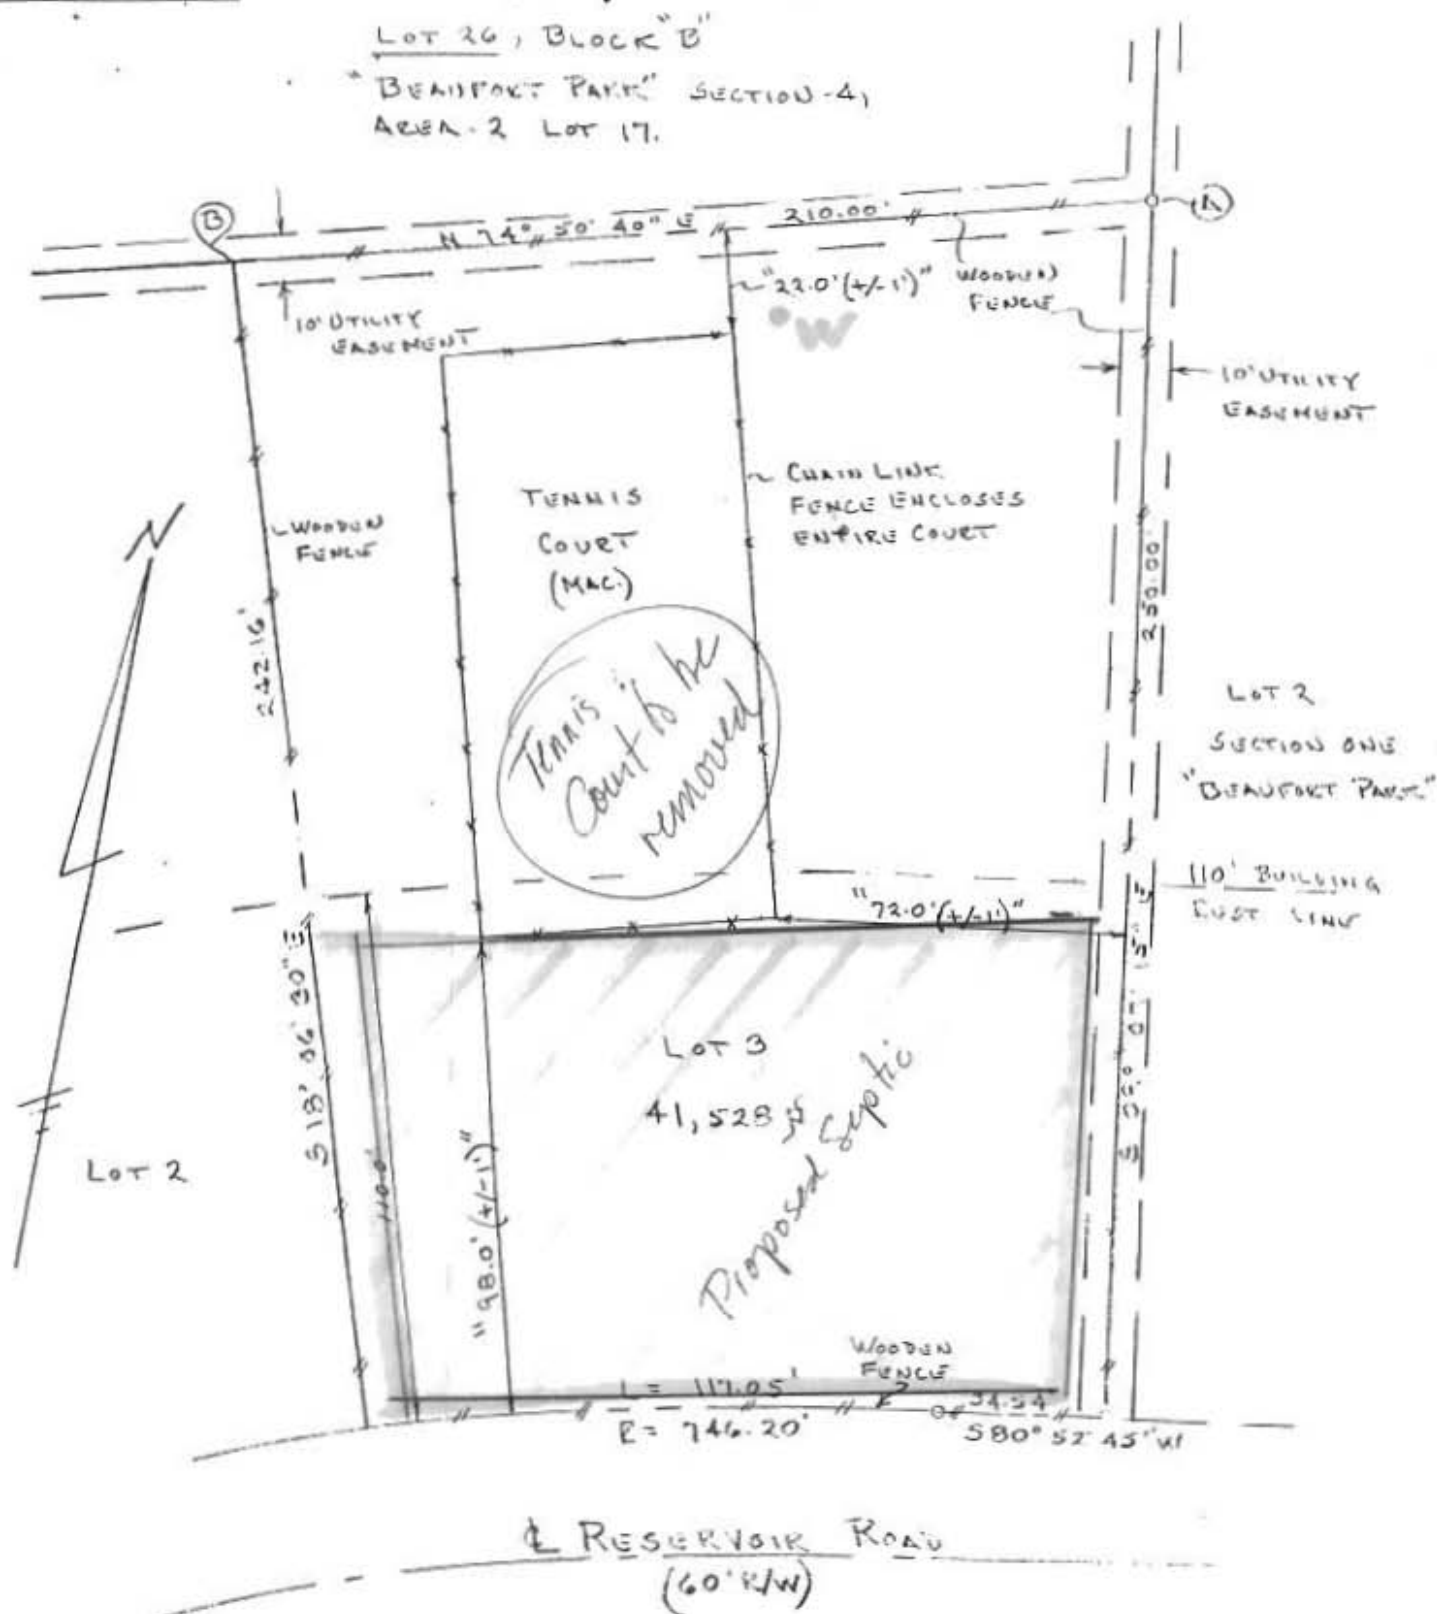 LOT 26, BLOCK "B"
"BEAUFORT PARK" SECTION-4,
AREA-2 LOT 17.
B
N 74° 50' 40" E
210.00'
A
"22.0' (+/-1')"
WOODEN
FENCE
W
10' UTILITY
EASEMENT
10' UTILITY
EASEMENT
N
WOODEN
FENCE
TENNIS
COURT
(MAC.)
CHAIN LINK
FENCE ENCLOSES
ENTIRE COURT
242.16'
250.00'
Tennis
Court to be
removed
LOT 2
SECTION ONE
"BEAUFORT PARK"
110' BUILDING
LINE
"72.0' (+/-1')"
S 18° 06' 30" E
LOT 3
41,528
Proposed Septic
LOT 2
110.0'
"98.0' (+/-1')"
WOODEN
FENCE
L = 117.05'
R = 746.20'
34.54
S 80° 52' 45" W
℄ RESERVOIR ROAD
(60' R/W)